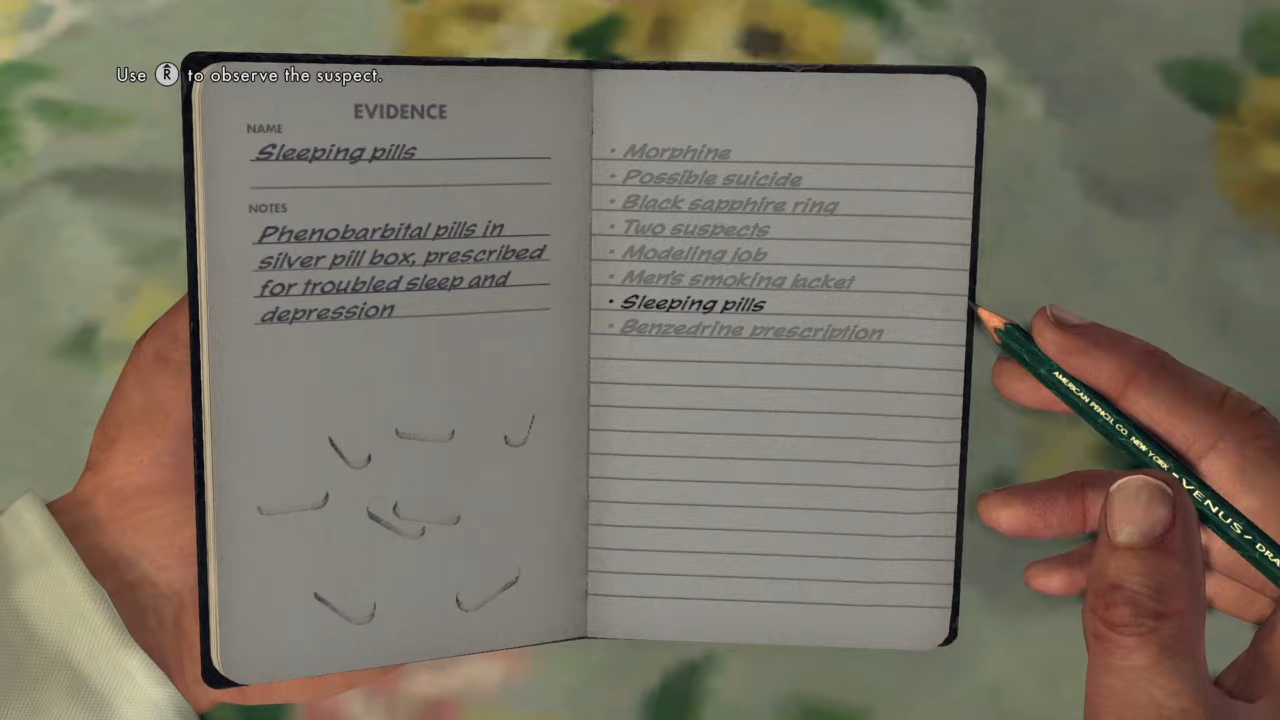 Use R to observe the suspect.
EVIDENCE
NAME
Sleeping pills
NOTES
Phenobarbital pills in
silver pill box, prescribed
for troubled sleep and
depression
• Morphine
• Possible suicide
• Black sapphire ring
• Two suspects
• Modeling job
• Men's smoking jacket
• Sleeping pills
• Benzedrine prescription
AMERICAN PENCIL CO. NEW YORK • VENUS / DRA